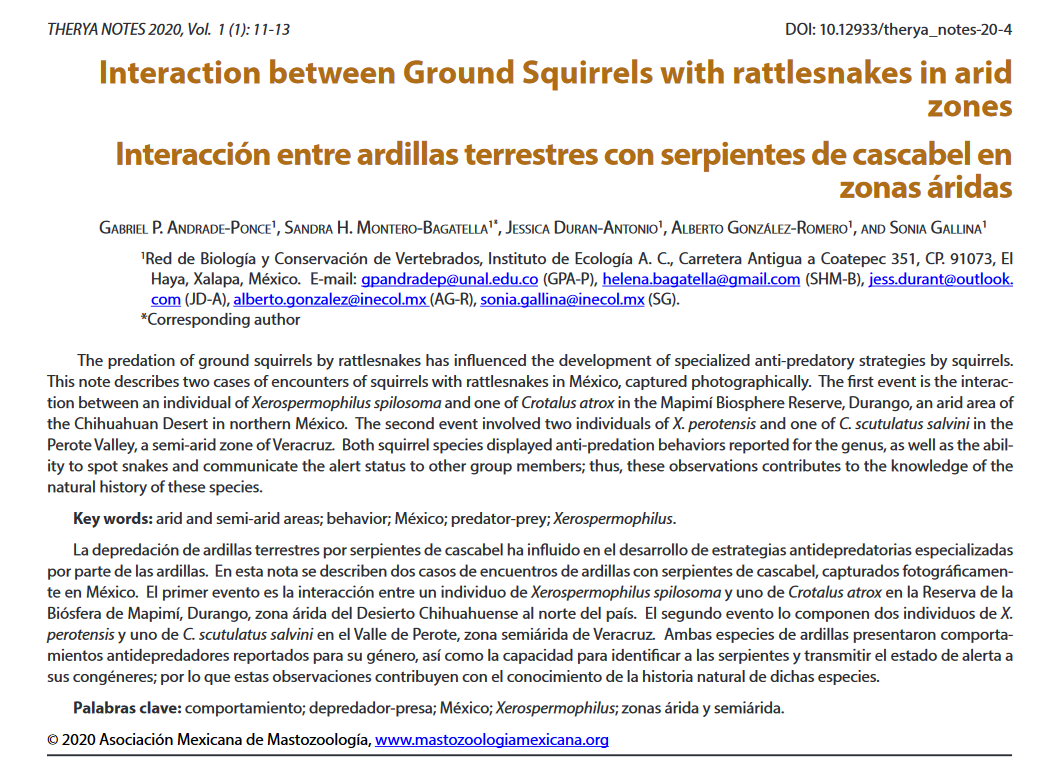 THERYA NOTES 2020, Vol. 1 (1): 11-13
DOI: 10.12933/therya_notes-20-4
Interaction between Ground Squirrels with rattlesnakes in arid
zones
Interacción entre ardillas terrestres con serpientes de cascabel en
zonas áridas
Gabriel P. Andrade-Ponce¹, Sandra H. Montero-Bagatella¹*, Jessica Duran-Antonio¹, Alberto González-Romero¹, and Sonia Gallina¹
¹Red de Biología y Conservación de Vertebrados, Instituto de Ecología A. C., Carretera Antigua a Coatepec 351, CP. 91073, El
Haya, Xalapa, México. E-mail: gpandradep@unal.edu.co (GPA-P), helena.bagatella@gmail.com (SHM-B), jess.durant@outlook.
com (JD-A), alberto.gonzalez@inecol.mx (AG-R), sonia.gallina@inecol.mx (SG).
*Corresponding author
The predation of ground squirrels by rattlesnakes has influenced the development of specialized anti-predatory strategies by squirrels.
This note describes two cases of encounters of squirrels with rattlesnakes in México, captured photographically. The first event is the interac-
tion between an individual of Xerospermophilus spilosoma and one of Crotalus atrox in the Mapimí Biosphere Reserve, Durango, an arid area of
the Chihuahuan Desert in northern México. The second event involved two individuals of X. perotensis and one of C. scutulatus salvini in the
Perote Valley, a semi-arid zone of Veracruz. Both squirrel species displayed anti-predation behaviors reported for the genus, as well as the abil-
ity to spot snakes and communicate the alert status to other group members; thus, these observations contributes to the knowledge of the
natural history of these species.
Key words: arid and semi-arid areas; behavior; México; predator-prey; Xerospermophilus.
La depredación de ardillas terrestres por serpientes de cascabel ha influido en el desarrollo de estrategias antidepredatorias especializadas
por parte de las ardillas. En esta nota se describen dos casos de encuentros de ardillas con serpientes de cascabel, capturados fotográficamen-
te en México. El primer evento es la interacción entre un individuo de Xerospermophilus spilosoma y uno de Crotalus atrox en la Reserva de la
Biósfera de Mapimí, Durango, zona árida del Desierto Chihuahuense al norte del país. El segundo evento lo componen dos individuos de X.
perotensis y uno de C. scutulatus salvini en el Valle de Perote, zona semiárida de Veracruz. Ambas especies de ardillas presentaron comporta-
mientos antidepredadores reportados para su género, así como la capacidad para identificar a las serpientes y transmitir el estado de alerta a
sus congéneres; por lo que estas observaciones contribuyen con el conocimiento de la historia natural de dichas especies.
Palabras clave: comportamiento; depredador-presa; México; Xerospermophilus; zonas árida y semiárida.
© 2020 Asociación Mexicana de Mastozoología, www.mastozoologiamexicana.org